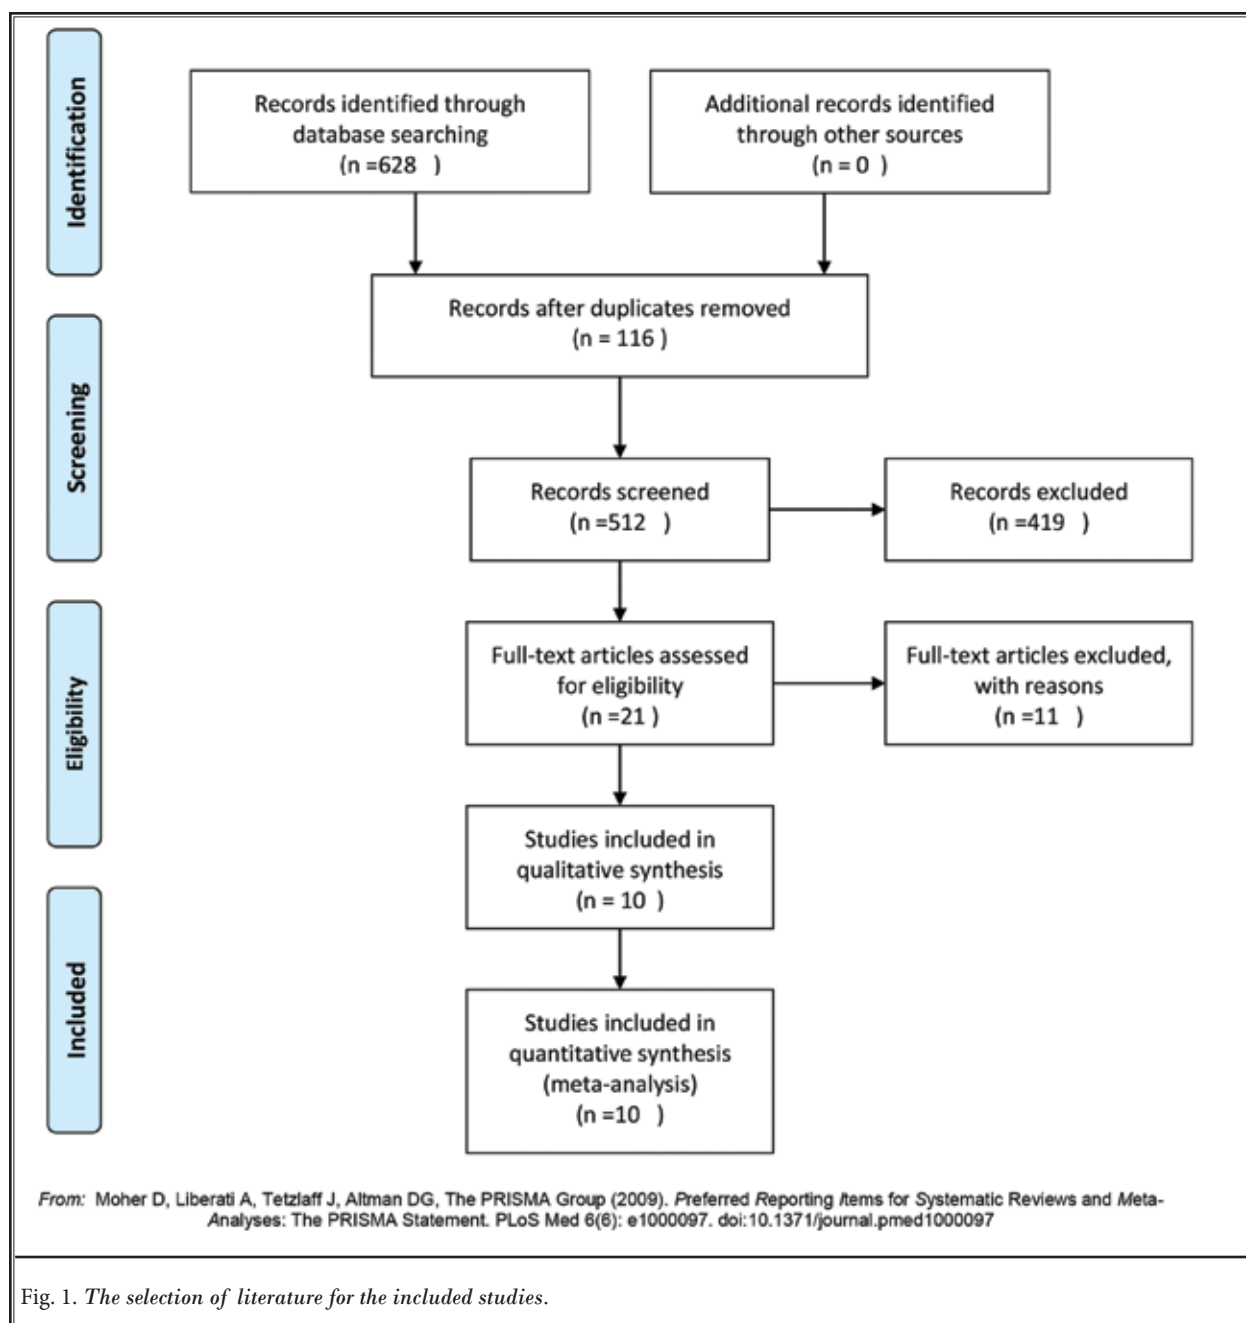 Identification
Records identified through
database searching
(n =628 )
Additional records identified
through other sources
(n = 0 )
Records after duplicates removed
(n = 116 )
Screening
Records screened
(n =512 )
Records excluded
(n =419 )
Eligibility
Full-text articles assessed
for eligibility
(n =21 )
Full-text articles excluded,
with reasons
(n =11 )
Studies included in
qualitative synthesis
(n = 10 )
Included
Studies included in
quantitative synthesis
(meta-analysis)
(n =10 )
From: Moher D, Liberati A, Tetzlaff J, Altman DG, The PRISMA Group (2009). Preferred Reporting Items for Systematic Reviews and Meta-
Analyses: The PRISMA Statement. PLoS Med 6(6): e1000097. doi:10.1371/journal.pmed1000097
Fig. 1. The selection of literature for the included studies.